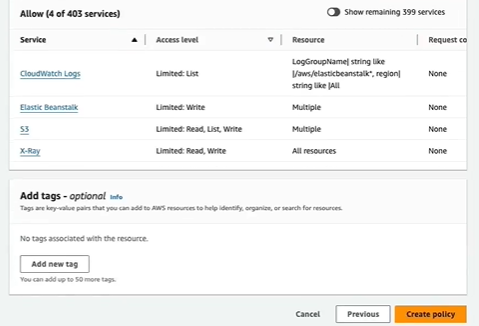 Allow (4 of 403 services)
Show remaining 399 services
Service Access level Resource Request co
CloudWatch Logs Limited: List LogGroupName| string like |/aws/elasticbeanstalk*, region| string like |All None
Elastic Beanstalk Limited: Write Multiple None
S3 Limited: Read, List, Write Multiple None
X-Ray Limited: Read, Write All resources None
Add tags - optional Info
Tags are key-value pairs that you can add to AWS resources to help identify, organize, or search for resources.
No tags associated with the resource.
Add new tag
You can add up to 50 more tags.
Cancel Previous Create policy